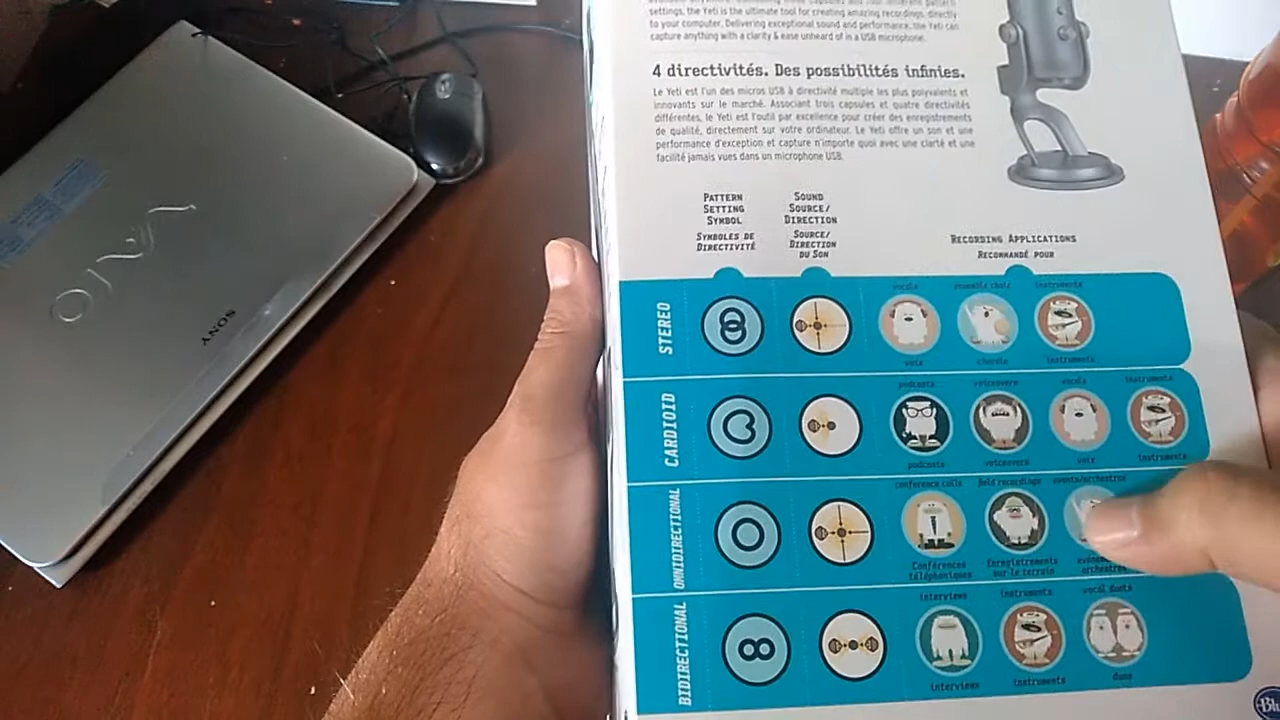 VAIO
SONY
settings, the Yeti is the ultimate tool for creating amazing recordings, directly
to your computer. Delivering exceptional sound and performance, the Yeti can
capture anything with a clarity & ease unheard of in a USB microphone.
4 directivités. Des possibilités infinies.
Le Yeti est l'un des micros USB à directivité multiple les plus polyvalents et
innovants sur le marché. Associant trois capsules et quatre directivités
différentes, le Yeti est l'outil par excellence pour créer des enregistrements
de qualité, directement sur votre ordinateur. Le Yeti offre un son et une
performance d'exception et capture n'importe quoi avec une clarté et une
facilité jamais vues dans un microphone USB.
PATTERN
SETTING
SYMBOL
SYMBOLES DE
DIRECTIVITÉ
SOUND
SOURCE/
DIRECTION
SOURCE/
DIRECTION
DU SON
RECORDING APPLICATIONS
RECOMMANDÉ POUR
STEREO
vocals ensemble choir instruments
voix chorale instruments
CARDIOID
podcasts voiceovers vocals instruments
podcasts voiceovers voix instruments
OMNIDIRECTIONAL
conference calls field recordings events/orchestras
Conférences
téléphoniques
Enregistrements
sur le terrain
BIDIRECTIONAL
interviews instruments vocal duets
interviews instruments duos